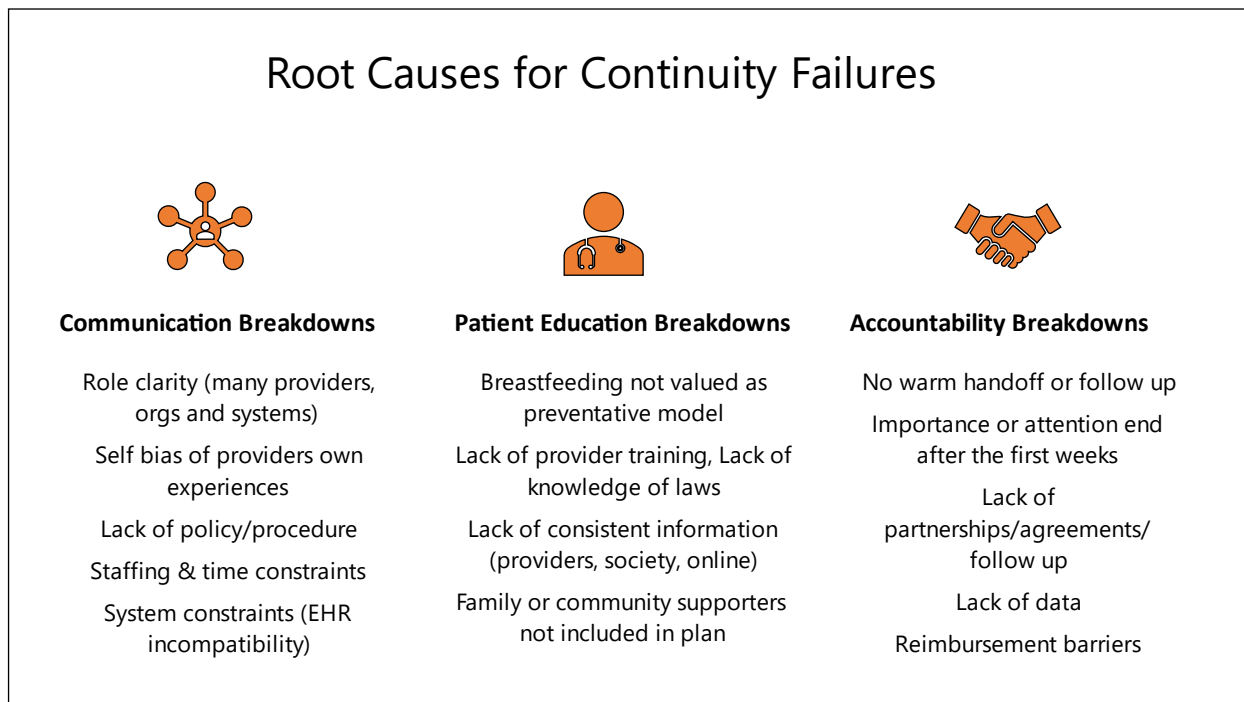 Root Causes for Continuity Failures
Communication Breakdowns
Role clarity (many providers,
orgs and systems)
Self bias of providers own
experiences
Lack of policy/procedure
Staffing & time constraints
System constraints (EHR
incompatibility)
Patient Education Breakdowns
Breastfeeding not valued as
preventative model
Lack of provider training, Lack of
knowledge of laws
Lack of consistent information
(providers, society, online)
Family or community supporters
not included in plan
Accountability Breakdowns
No warm handoff or follow up
Importance or attention end
after the first weeks
Lack of
partnerships/agreements/
follow up
Lack of data
Reimbursement barriers